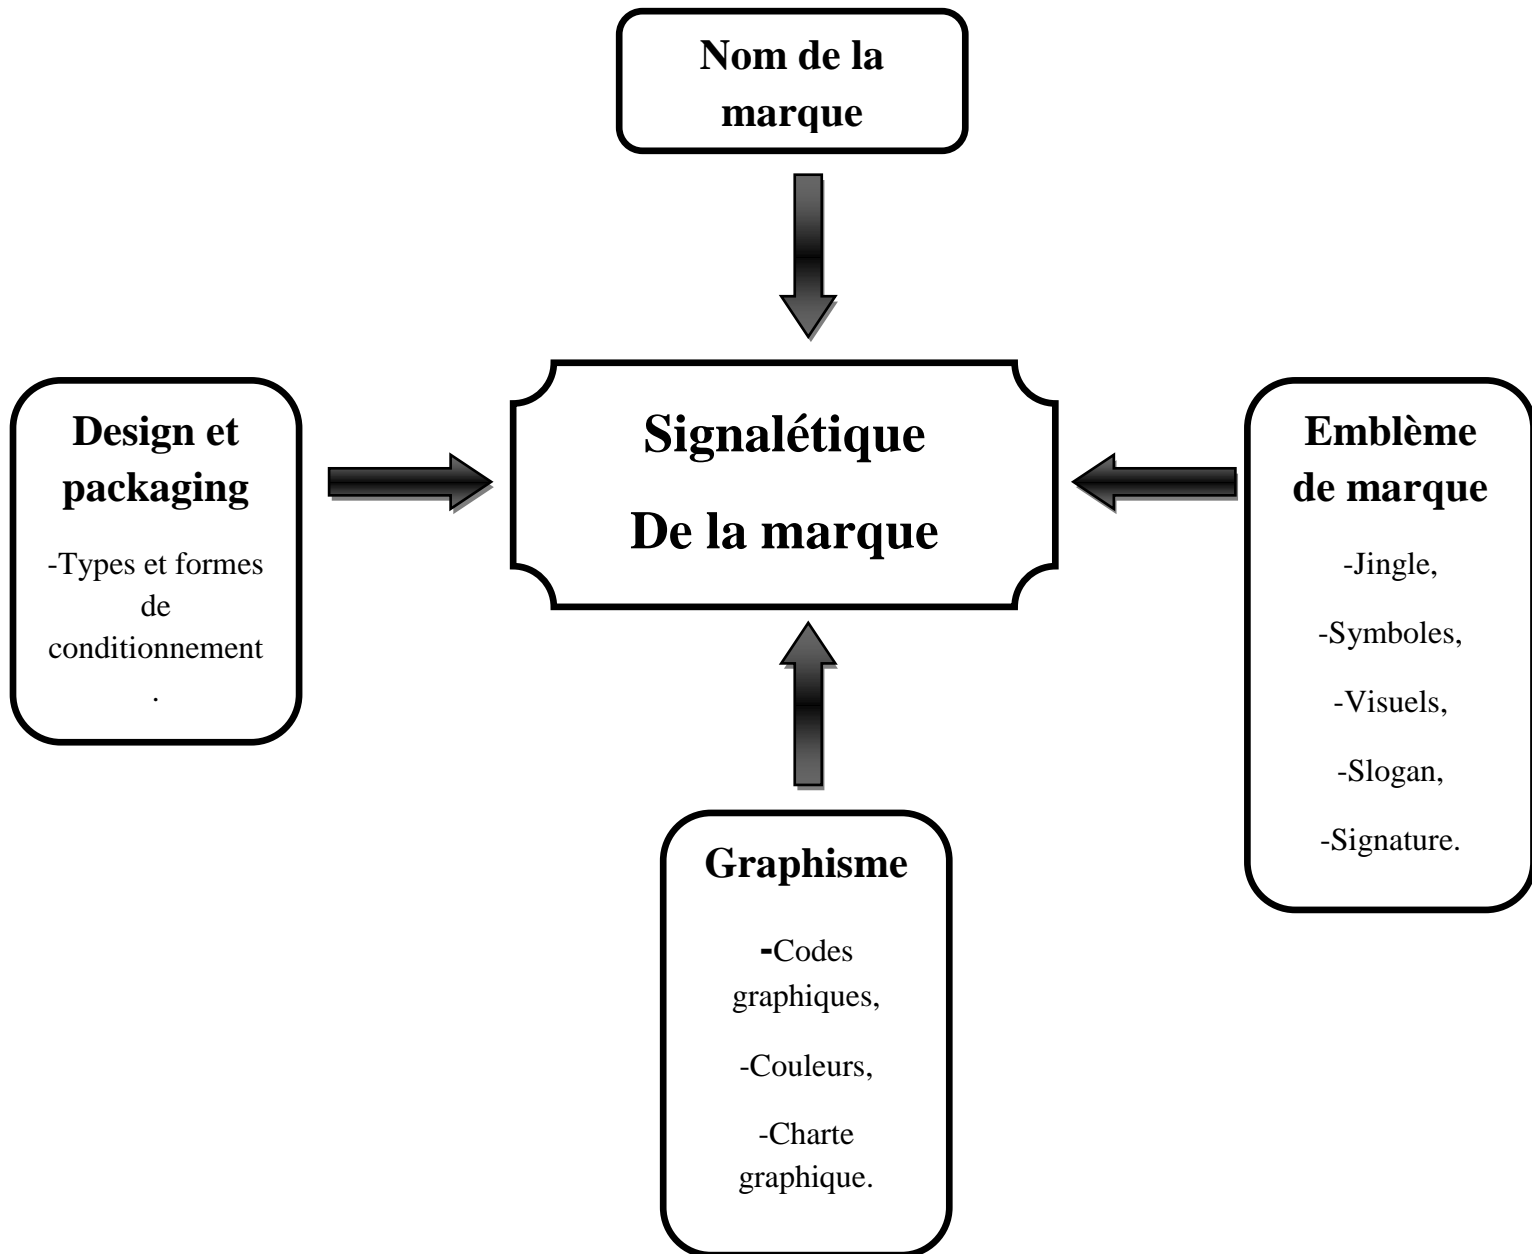 Nom de la
marque
Signalétique
De la marque
Design et
packaging
-Types et formes
de
conditionnement
.
Emblème
de marque
-Jingle,
-Symboles,
-Visuels,
-Slogan,
-Signature.
Graphisme
-Codes
graphiques,
-Couleurs,
-Charte
graphique.